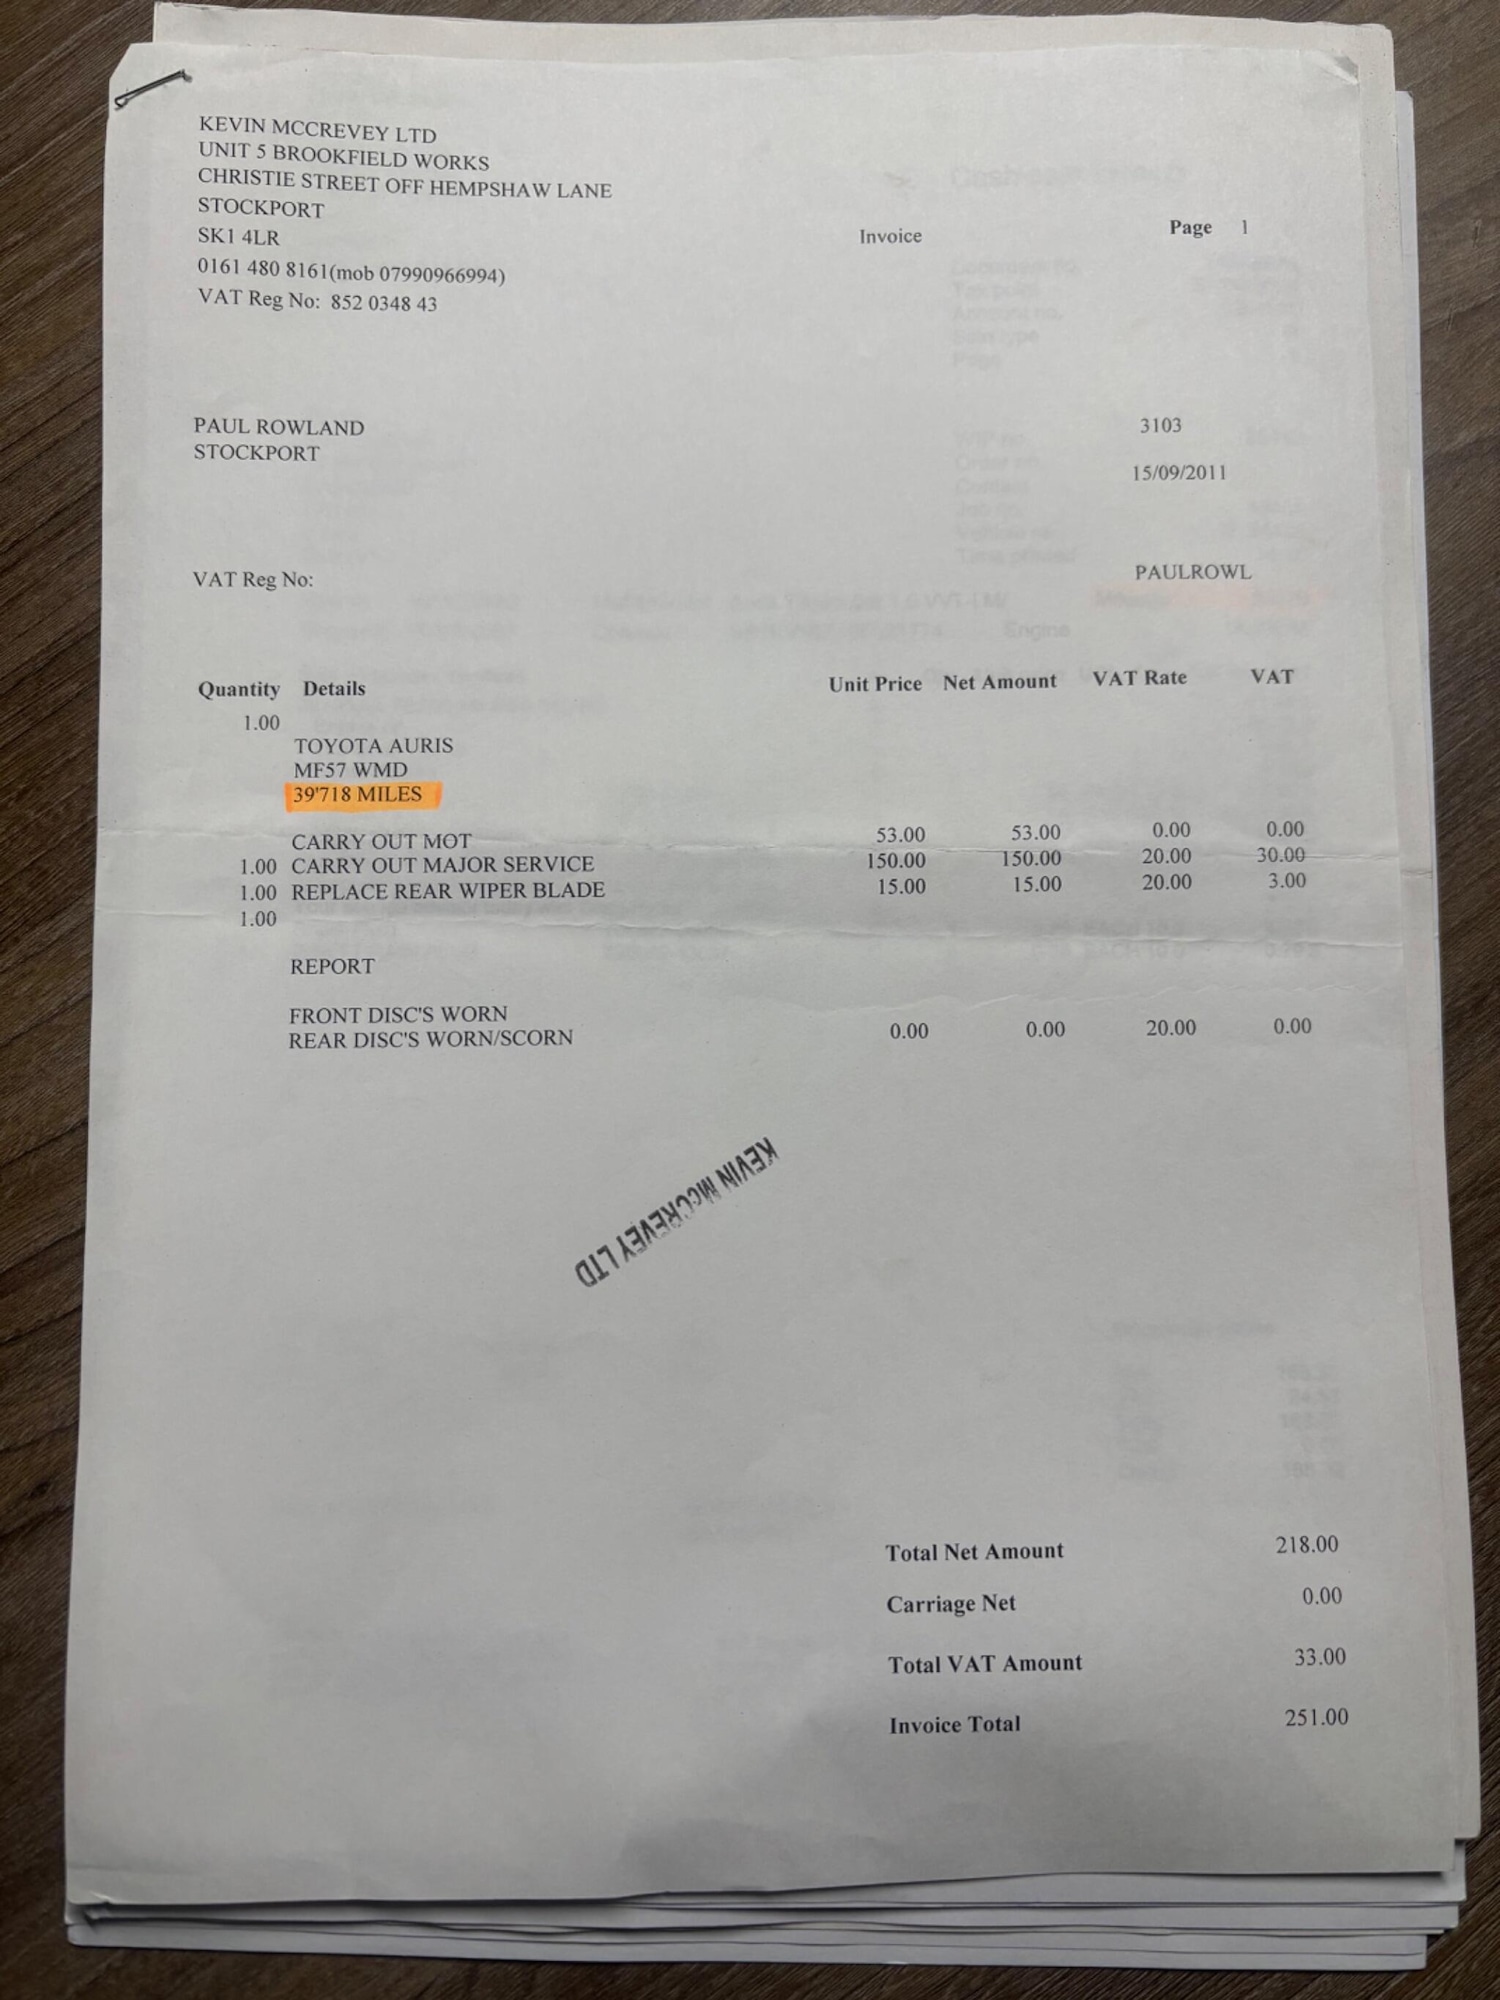 KEVIN MCCREVEY LTD
UNIT 5 BROOKFIELD WORKS
CHRISTIE STREET OFF HEMPSHAW LANE
STOCKPORT
SK1 4LR
0161 480 8161(mob 07990966994)
VAT Reg No: 852 0348 43
Invoice
Page 1
PAUL ROWLAND
STOCKPORT
3103
15/09/2011
VAT Reg No:
PAULROWL
Quantity Details Unit Price Net Amount VAT Rate VAT
1.00
TOYOTA AURIS
MF57 WMD
39'718 MILES
CARRY OUT MOT 53.00 53.00 0.00 0.00
1.00 CARRY OUT MAJOR SERVICE 150.00 150.00 20.00 30.00
1.00 REPLACE REAR WIPER BLADE 15.00 15.00 20.00 3.00
1.00
REPORT
FRONT DISC'S WORN
REAR DISC'S WORN/SCORN 0.00 0.00 20.00 0.00
KEVIN McCREVEY LTD
Total Net Amount 218.00
Carriage Net 0.00
Total VAT Amount 33.00
Invoice Total 251.00